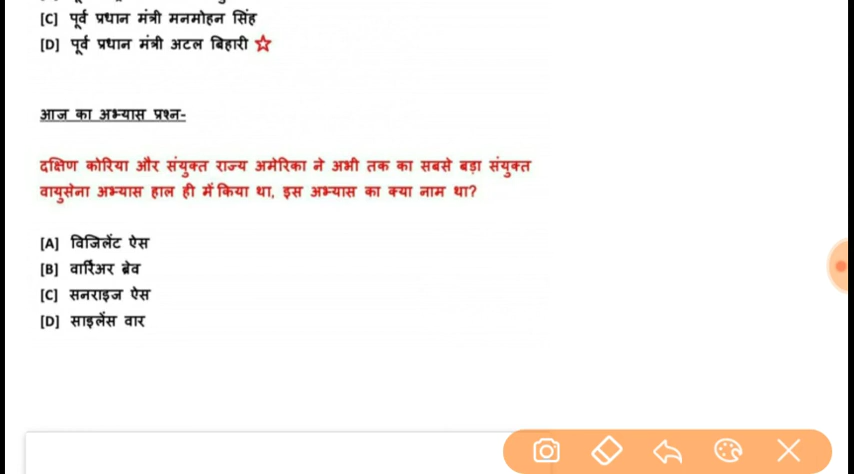 [C] पूर्व प्रधान मंत्री मनमोहन सिंह
[D] पूर्व प्रधान मंत्री अटल बिहारी
आज का अभ्यास प्रश्न-
दक्षिण कोरिया और संयुक्त राज्य अमेरिका ने अभी तक का सबसे बड़ा संयुक्त
वायुसेना अभ्यास हाल ही में किया था, इस अभ्यास का क्या नाम था?
[A] विजिलेंट ऐस
[B] वारिअर ब्रेव
[C] सनराइज ऐस
[D] साइलेंस वार